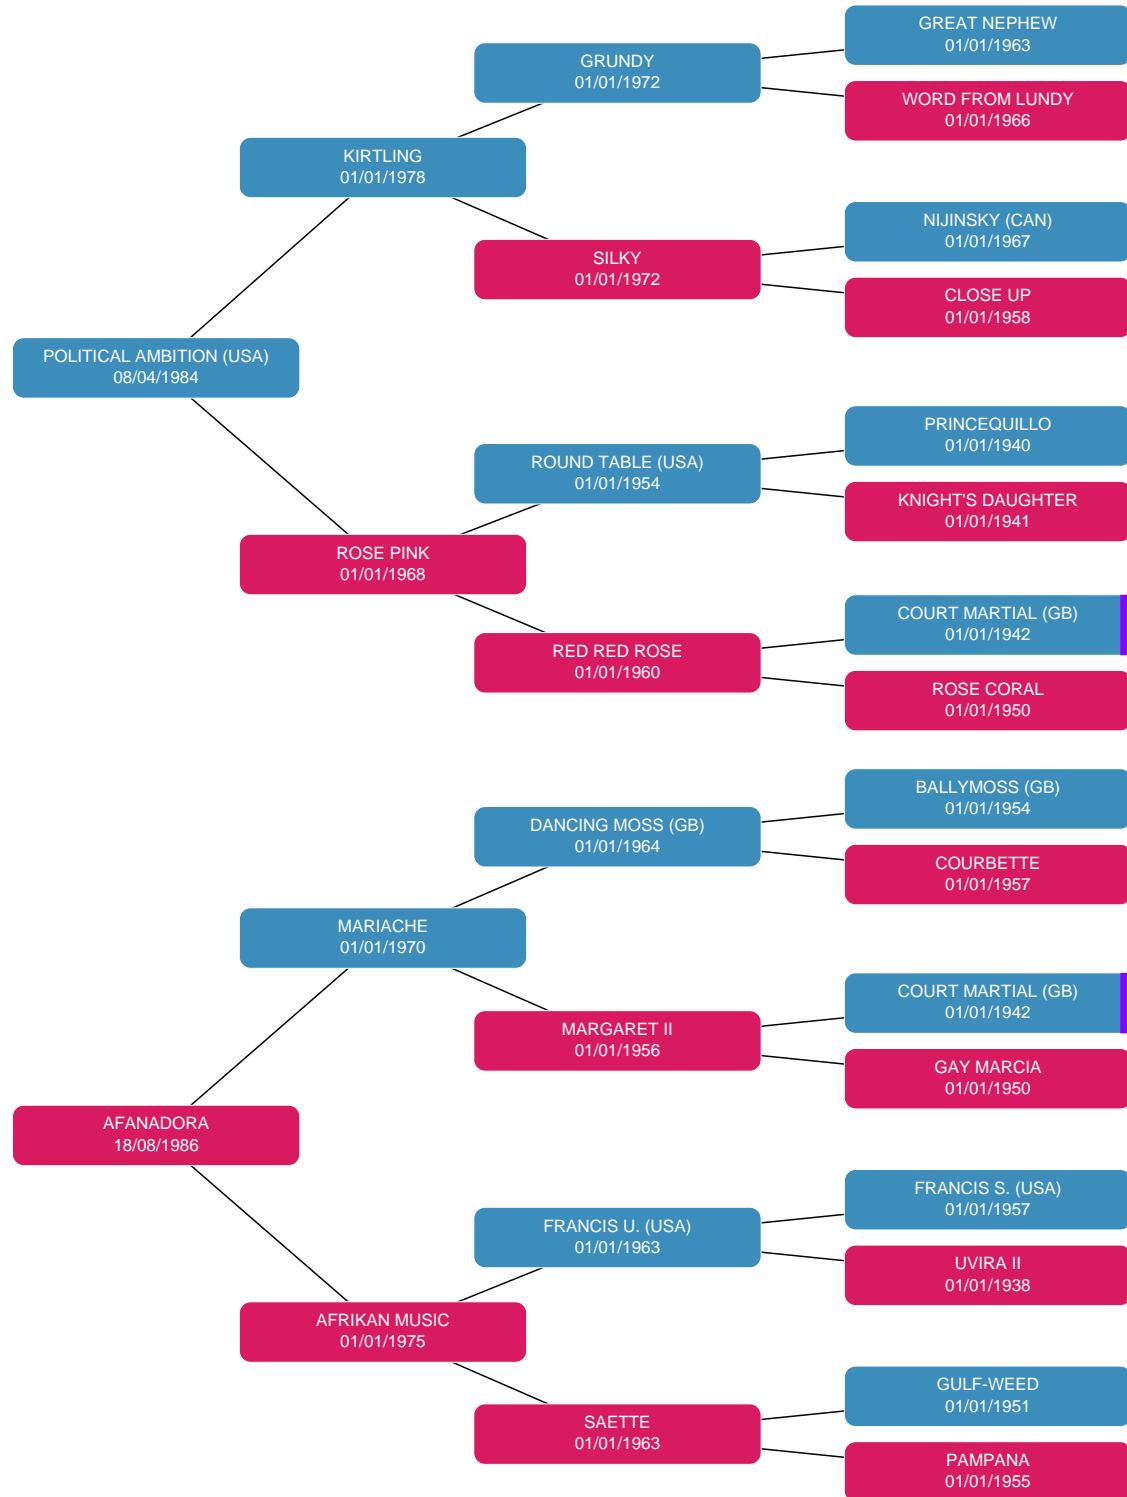 GREAT NEPHEW
01/01/1963
GRUNDY
01/01/1972
WORD FROM LUNDY
01/01/1966
KIRTLING
01/01/1978
NIJINSKY (CAN)
01/01/1967
SILKY
01/01/1972
CLOSE UP
01/01/1958
POLITICAL AMBITION (USA)
08/04/1984
PRINCEQUILLO
01/01/1940
ROUND TABLE (USA)
01/01/1954
KNIGHT'S DAUGHTER
01/01/1941
ROSE PINK
01/01/1968
COURT MARTIAL (GB)
01/01/1942
RED RED ROSE
01/01/1960
ROSE CORAL
01/01/1950
BALLYMOSS (GB)
01/01/1954
DANCING MOSS (GB)
01/01/1964
COURBETTE
01/01/1957
MARIACHE
01/01/1970
COURT MARTIAL (GB)
01/01/1942
MARGARET II
01/01/1956
GAY MARCIA
01/01/1950
AFANADORA
18/08/1986
FRANCIS S. (USA)
01/01/1957
FRANCIS U. (USA)
01/01/1963
UVIRA II
01/01/1938
AFRIKAN MUSIC
01/01/1975
GULF-WEED
01/01/1951
SAETTE
01/01/1963
PAMPANA
01/01/1955